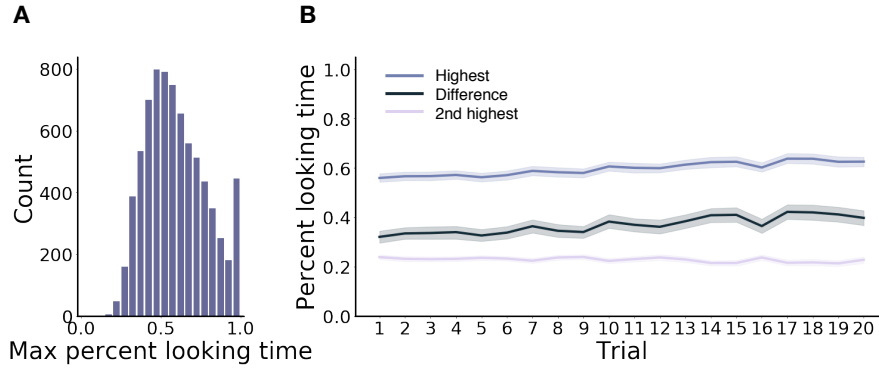 A
B
Count
800
600
400
200
0
0.0 0.5 1.0
Max percent looking time
Percent looking time
1.0
0.8
0.6
0.4
0.2
0.0
Highest
Difference
2nd highest
1 2 3 4 5 6 7 8 9 10 11 12 13 14 15 16 17 18 19 20
Trial